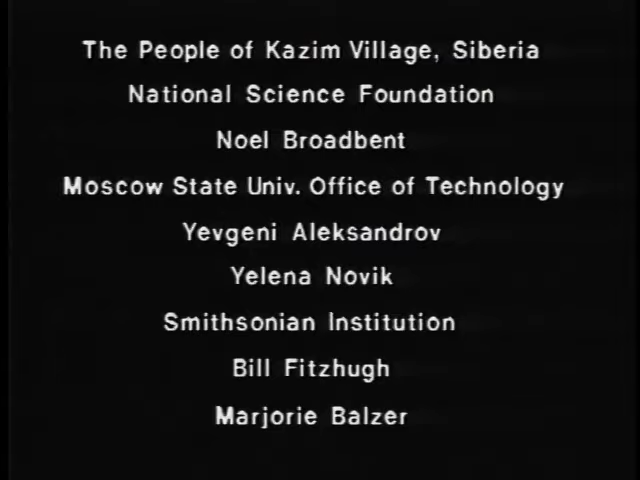 The People of Kazim Village, Siberia
National Science Foundation
Noel Broadbent
Moscow State Univ. Office of Technology
Yevgeni Aleksandrov
Yelena Novik
Smithsonian Institution
Bill Fitzhugh
Marjorie Balzer